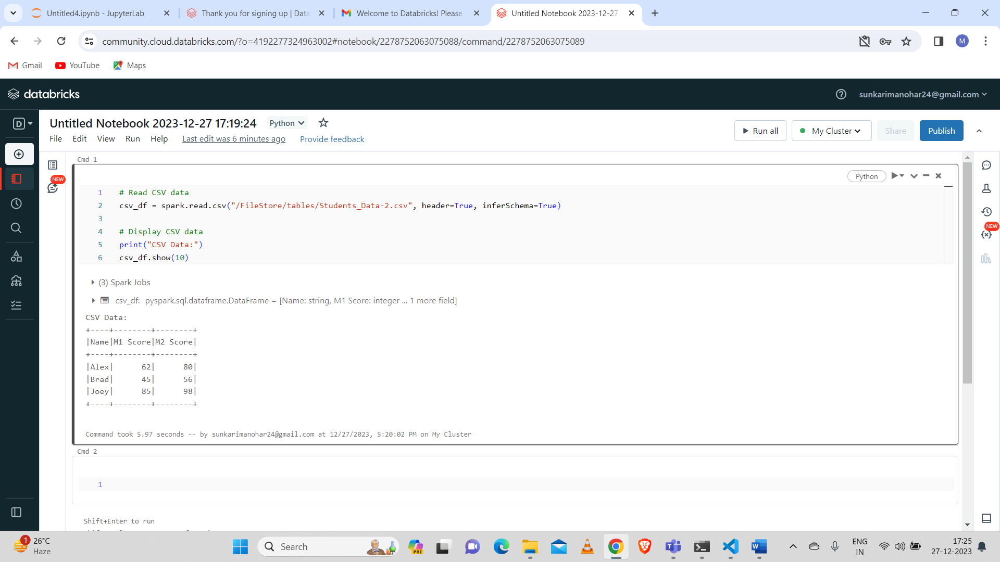 Untitled4.ipynb - JupyterLab
Thank you for signing up | Data
Welcome to Databricks! Please
Untitled Notebook 2023-12-27
community.cloud.databricks.com/?o=4192277324963002#notebook/2278752063075088/command/2278752063075089
M
Gmail
YouTube
Maps
databricks
sunkarimanohar24@gmail.com
D
Untitled Notebook 2023-12-27 17:19:24
Python
File Edit View Run Help Last edit was 6 minutes ago Provide feedback
Run all
My Cluster
Share
Publish
NEW
NEW
Cmd 1
Python
1 # Read CSV data
2 csv_df = spark.read.csv("/FileStore/tables/Students_Data-2.csv", header=True, inferSchema=True)
3
4 # Display CSV data
5 print("CSV Data:")
6 csv_df.show(10)
(3) Spark Jobs
csv_df: pyspark.sql.dataframe.DataFrame = [Name: string, M1 Score: integer ... 1 more field]
CSV Data:
+----+--------+--------+
|Name|M1 Score|M2 Score|
+----+--------+--------+
|Alex|      62|      80|
|Brad|      45|      56|
|Joey|      85|      98|
+----+--------+--------+
Command took 5.97 seconds -- by sunkarimanohar24@gmail.com at 12/27/2023, 5:20:02 PM on My Cluster
Cmd 2
1
Shift+Enter to run
1
26°C
Haze
Search
PRE
ENG
IN
17:25
27-12-2023